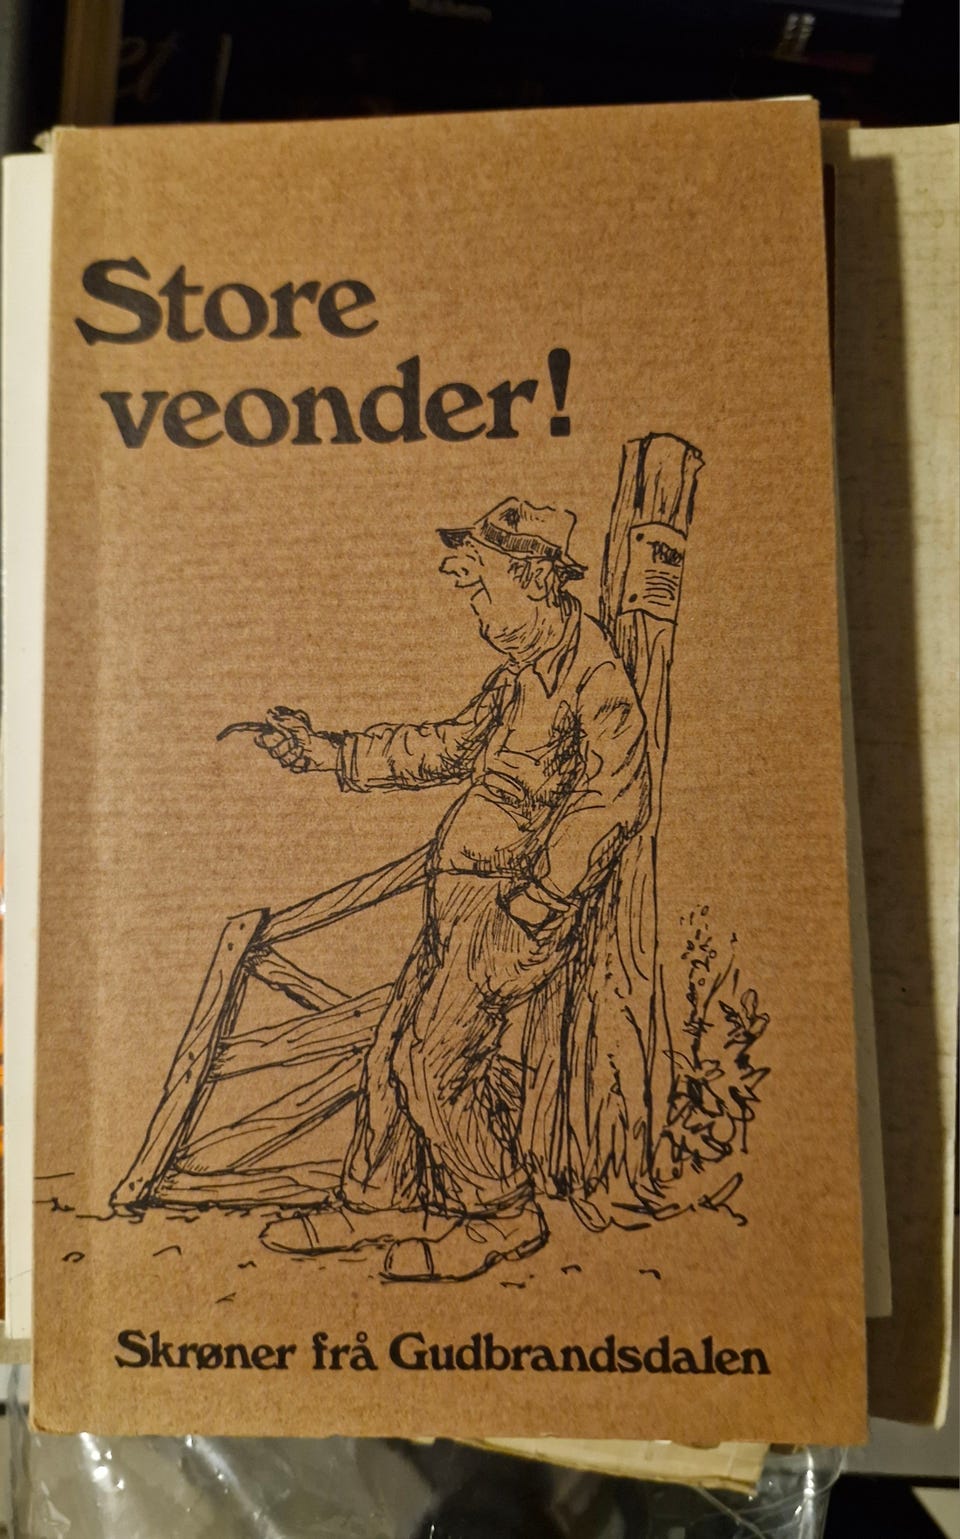 Store
veonder!
Skrøner frå Gudbrandsdalen